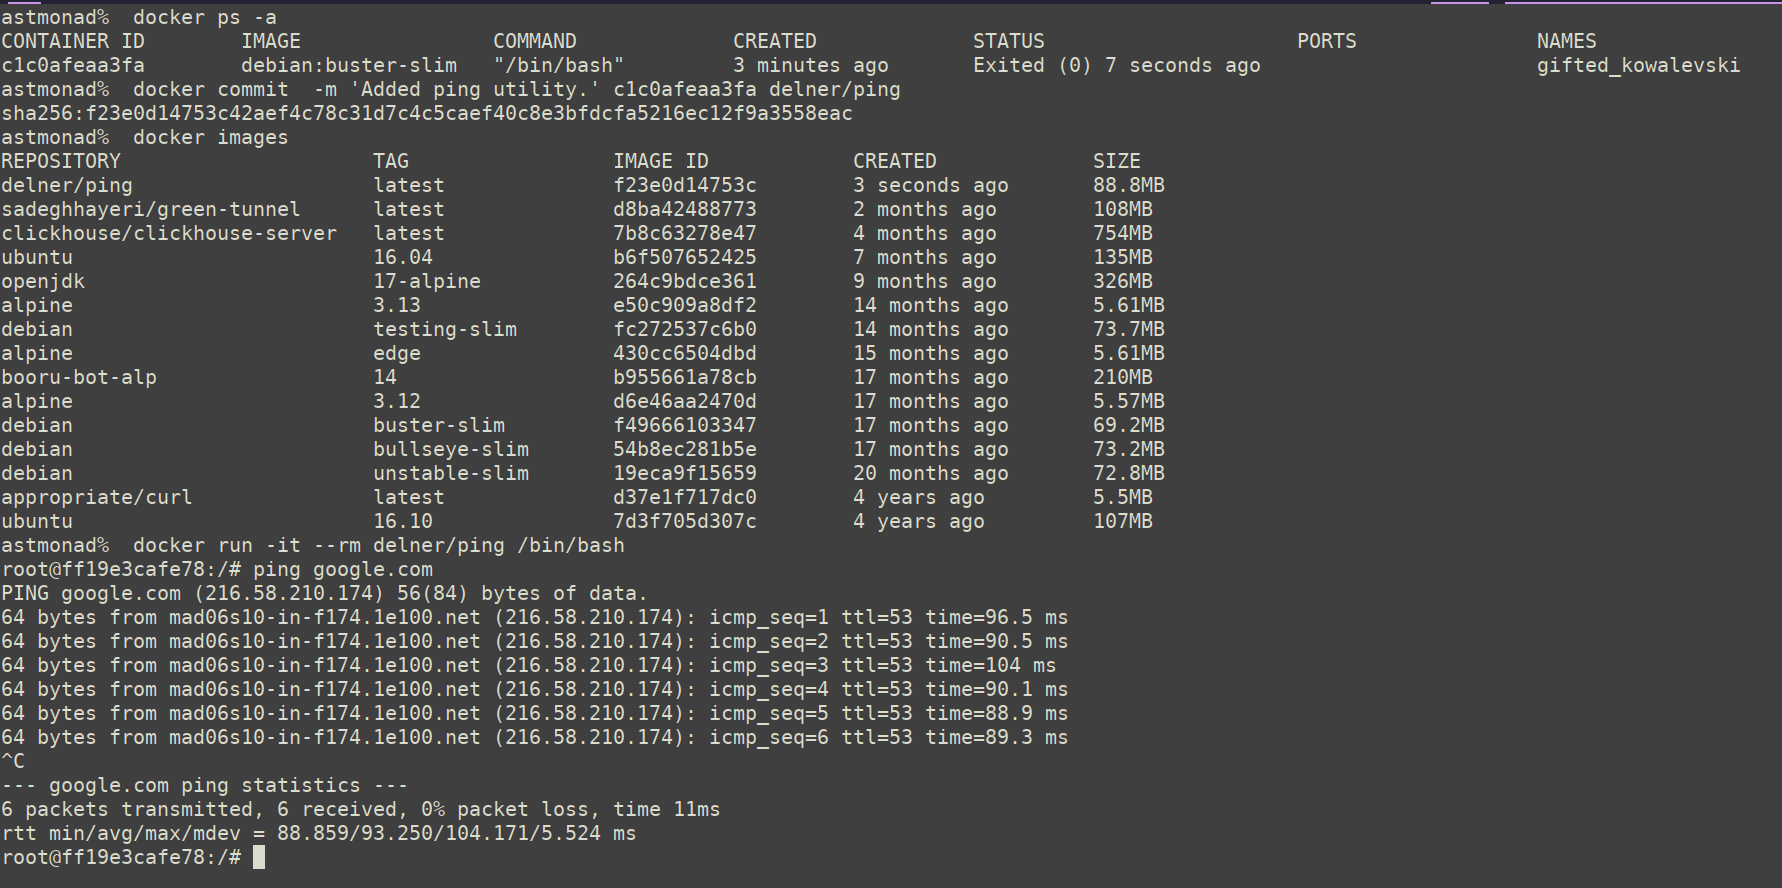 astmonad%  docker ps -a
CONTAINER ID        IMAGE                COMMAND             CREATED             STATUS                     PORTS               NAMES
c1c0afeaa3fa        debian:buster-slim   "/bin/bash"         3 minutes ago       Exited (0) 7 seconds ago                       gifted_kowalevski
astmonad%  docker commit  -m 'Added ping utility.' c1c0afeaa3fa delner/ping
sha256:f23e0d14753c42aef4c78c31d7c4c5caef40c8e3bfdcfa5216ec12f9a3558eac
astmonad%  docker images
REPOSITORY                     TAG                 IMAGE ID            CREATED             SIZE
delner/ping                    latest              f23e0d14753c        3 seconds ago       88.8MB
sadeghhayeri/green-tunnel      latest              d8ba42488773        2 months ago        108MB
clickhouse/clickhouse-server   latest              7b8c63278e47        4 months ago        754MB
ubuntu                         16.04               b6f507652425        7 months ago        135MB
openjdk                        17-alpine           264c9bdce361        9 months ago        326MB
alpine                         3.13                e50c909a8df2        14 months ago       5.61MB
debian                         testing-slim        fc272537c6b0        14 months ago       73.7MB
alpine                         edge                430cc6504dbd        15 months ago       5.61MB
booru-bot-alp                  14                  b955661a78cb        17 months ago       210MB
alpine                         3.12                d6e46aa2470d        17 months ago       5.57MB
debian                         buster-slim         f49666103347        17 months ago       69.2MB
debian                         bullseye-slim       54b8ec281b5e        17 months ago       73.2MB
debian                         unstable-slim       19eca9f15659        20 months ago       72.8MB
appropriate/curl               latest              d37e1f717dc0        4 years ago         5.5MB
ubuntu                         16.10               7d3f705d307c        4 years ago         107MB
astmonad%  docker run -it --rm delner/ping /bin/bash
root@ff19e3cafe78:/# ping google.com
PING google.com (216.58.210.174) 56(84) bytes of data.
64 bytes from mad06s10-in-f174.1e100.net (216.58.210.174): icmp_seq=1 ttl=53 time=96.5 ms
64 bytes from mad06s10-in-f174.1e100.net (216.58.210.174): icmp_seq=2 ttl=53 time=90.5 ms
64 bytes from mad06s10-in-f174.1e100.net (216.58.210.174): icmp_seq=3 ttl=53 time=104 ms
64 bytes from mad06s10-in-f174.1e100.net (216.58.210.174): icmp_seq=4 ttl=53 time=90.1 ms
64 bytes from mad06s10-in-f174.1e100.net (216.58.210.174): icmp_seq=5 ttl=53 time=88.9 ms
64 bytes from mad06s10-in-f174.1e100.net (216.58.210.174): icmp_seq=6 ttl=53 time=89.3 ms
^C
--- google.com ping statistics ---
6 packets transmitted, 6 received, 0% packet loss, time 11ms
rtt min/avg/max/mdev = 88.859/93.250/104.171/5.524 ms
root@ff19e3cafe78:/#